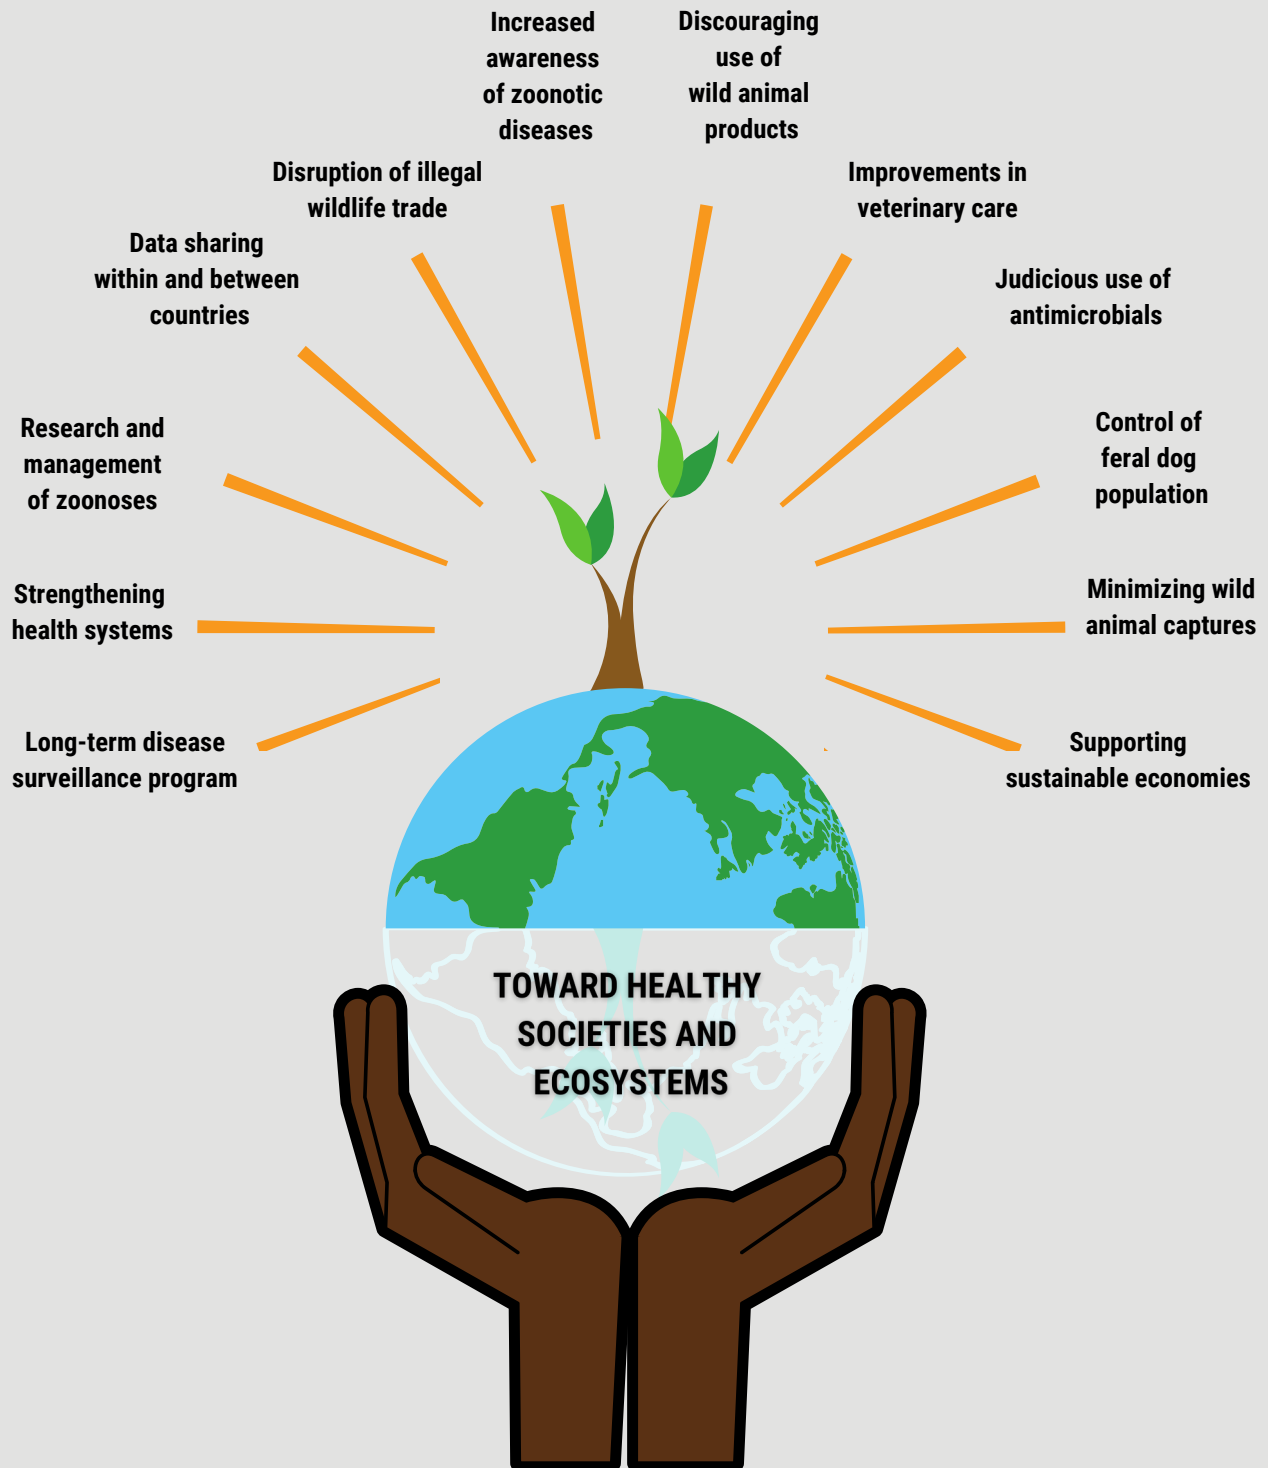 Increased
awareness
of zoonotic
diseases
Discouraging
use of
wild animal
products
Disruption of illegal
wildlife trade
Improvements in
veterinary care
Data sharing
within and between
countries
Judicious use of
antimicrobials
Research and
management
of zoonoses
Control of
feral dog
population
Strengthening
health systems
Minimizing wild
animal captures
Long-term disease
surveillance program
Supporting
sustainable economies
TOWARD HEALTHY
SOCIETIES AND
ECOSYSTEMS